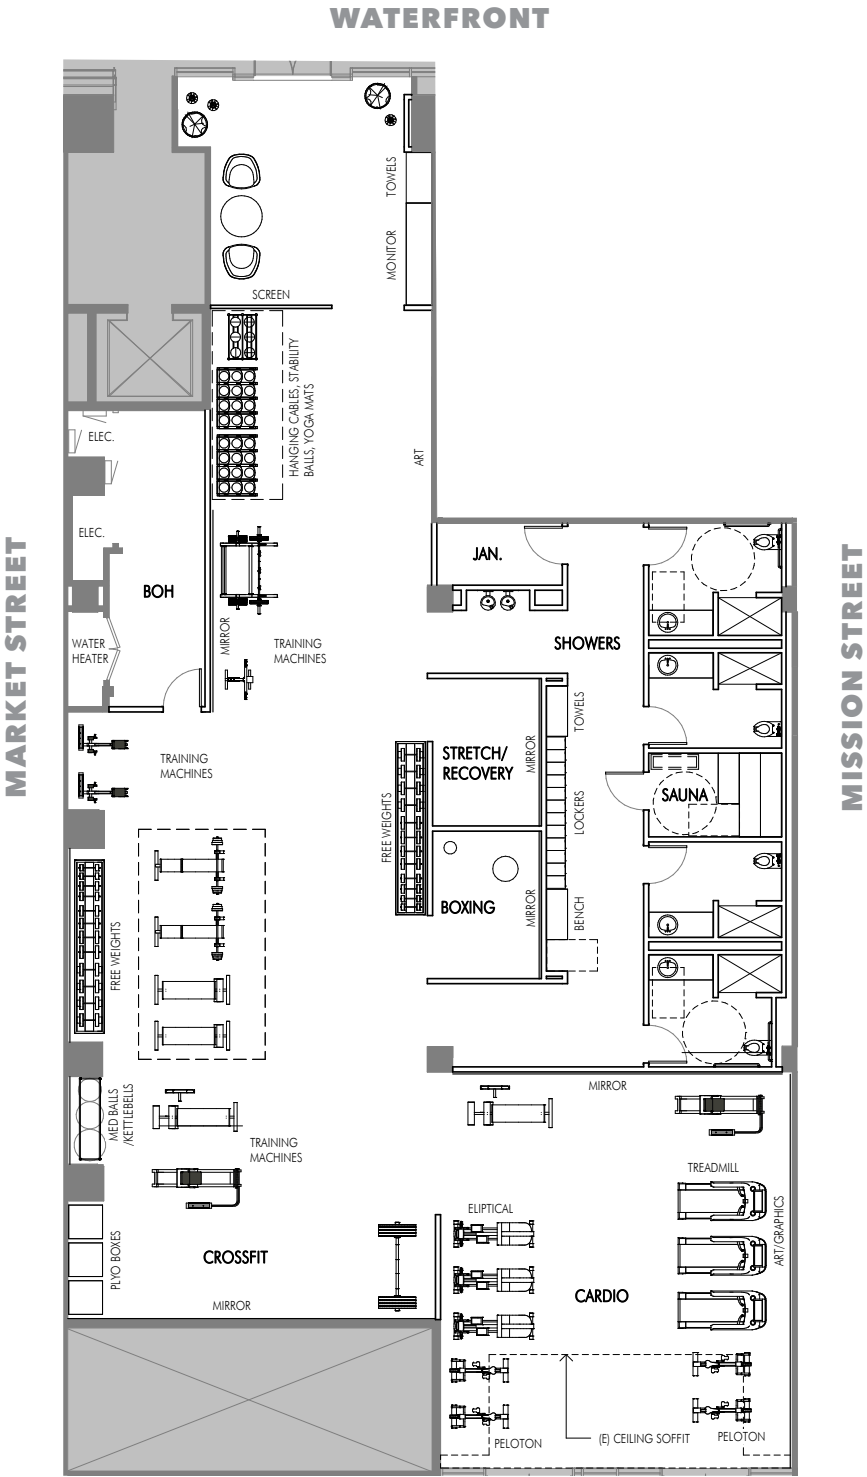 WATERFRONT
TOWELS
MONITOR
SCREEN
HANGING CABLES, STABILITY
BALLS, YOGA MATS
ART
ELEC.
ELEC.
BOH
JAN.
MARKET STREET
MISSION STREET
WATER
HEATER
MIRROR
TRAINING
MACHINES
SHOWERS
TRAINING
MACHINES
STRETCH/
RECOVERY
MIRROR
TOWELS
SAUNA
LOCKERS
FREE WEIGHTS
BOXING
MIRROR
BENCH
FREE WEIGHTS
MED BALLS
/KETTLEBELLS
TRAINING
MACHINES
MIRROR
TREADMILL
ELIPTICAL
ART/GRAPHICS
PLYO BOXES
CROSSFIT
CARDIO
MIRROR
PELOTON
(E) CEILING SOFFIT
PELOTON